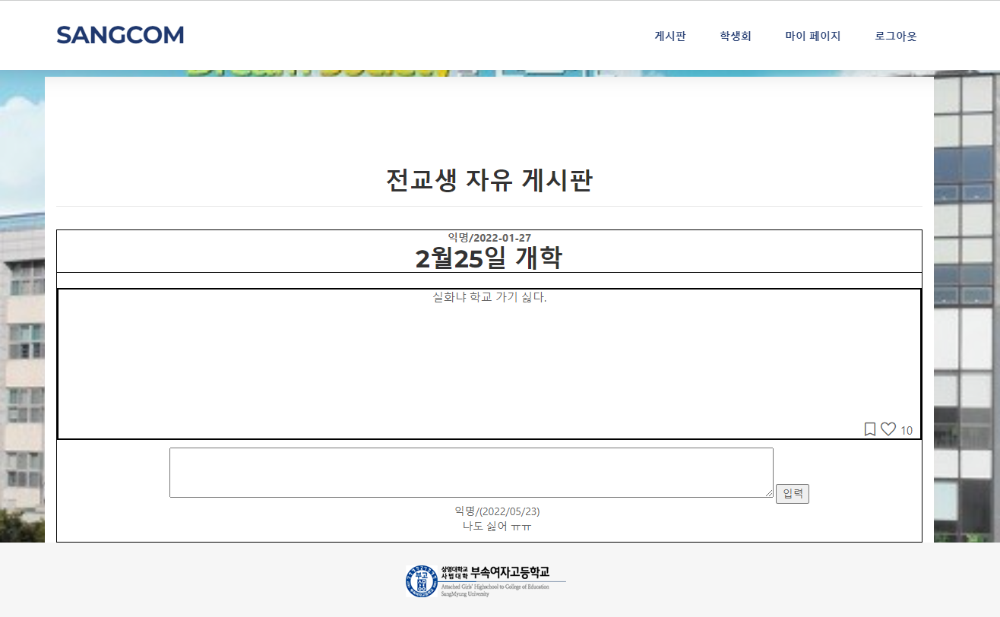 SANGCOM
게시판 학생회 마이 페이지 로그아웃
전교생 자유 게시판
익명/2022-01-27
2월25일 개학
실화냐 학교 가기 싫다.
10
입력
익명/(2022/05/23)
나도 싫어 ㅠㅠ
상명대학교
사범대학 부속여자고등학교
Attached Girls' Highschool to College of Education
SangMyung University